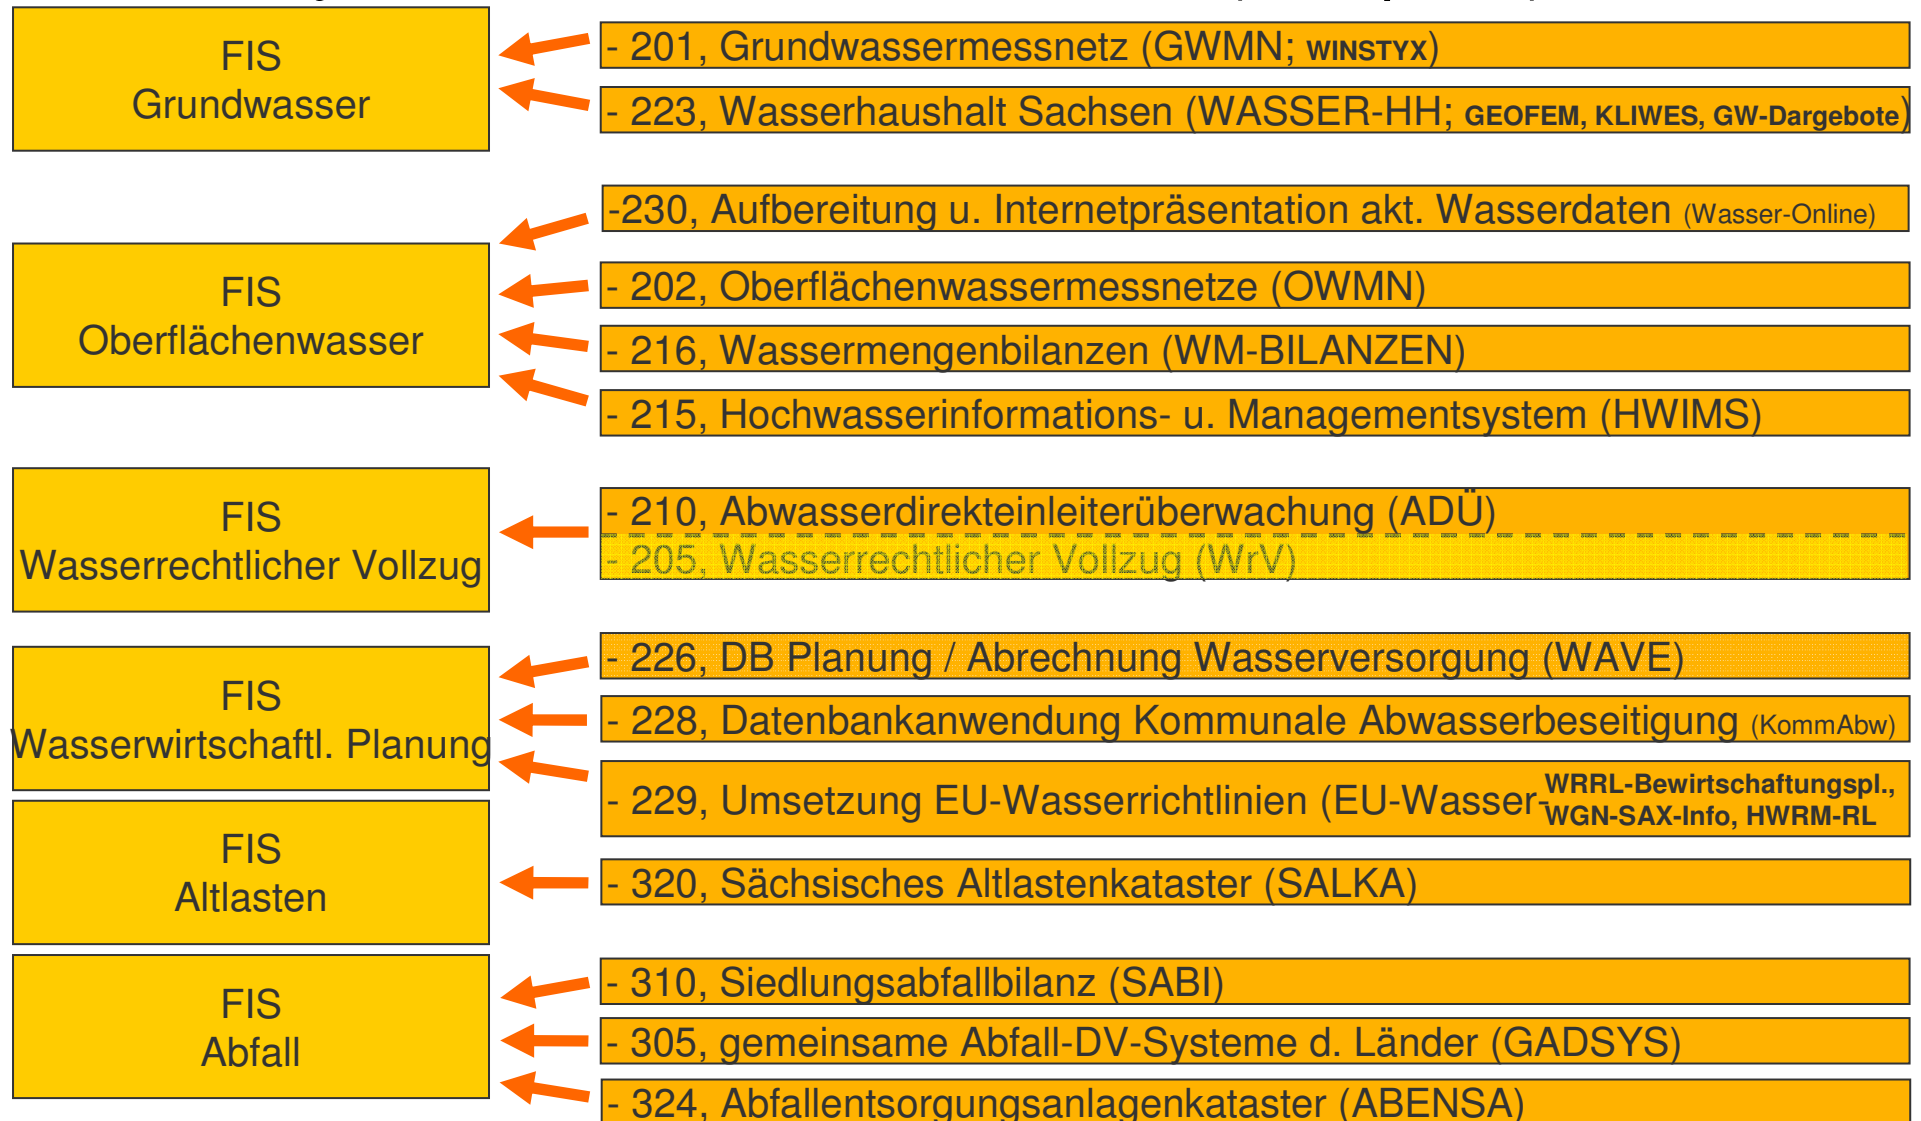 FIS
Grundwasser
- 201, Grundwassermessnetz (GWMN; WINSTYX)
- 223, Wasserhaushalt Sachsen (WASSER-HH; GEOFEM, KLIWES, GW-Dargebote)
FIS
Oberflächenwasser
-230, Aufbereitung u. Internetpräsentation akt. Wasserdaten (Wasser-Online)
- 202, Oberflächenwassermessnetze (OWMN)
- 216, Wassermengenbilanzen (WM-BILANZEN)
- 215, Hochwasserinformations- u. Managementsystem (HWIMS)
FIS
Wasserrechtlicher Vollzug
- 210, Abwasserdirekteinleiterüberwachung (ADÜ)
- 205, Wasserrechtlicher Vollzug (WrV)
FIS
Wasserwirtschaftl. Planung
- 226, DB Planung / Abrechnung Wasserversorgung (WAVE)
- 228, Datenbankanwendung Kommunale Abwasserbeseitigung (KommAbw)
- 229, Umsetzung EU-Wasserrichtlinien (EU-Wasser-
WRRL-Bewirtschaftungspl.,
WGN-SAX-Info, HWRM-RL
FIS
Altlasten
- 320, Sächsisches Altlastenkataster (SALKA)
FIS
Abfall
- 310, Siedlungsabfallbilanz (SABI)
- 305, gemeinsame Abfall-DV-Systeme d. Länder (GADSYS)
- 324, Abfallentsorgungsanlagenkataster (ABENSA)